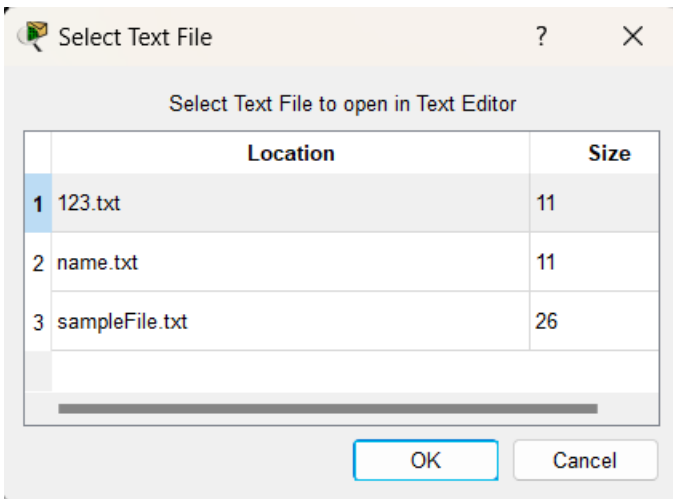 Select Text File ?
Select Text File to open in Text Editor
Location Size
1 123.txt 11
2 name.txt 11
3 sampleFile.txt 26
OK Cancel